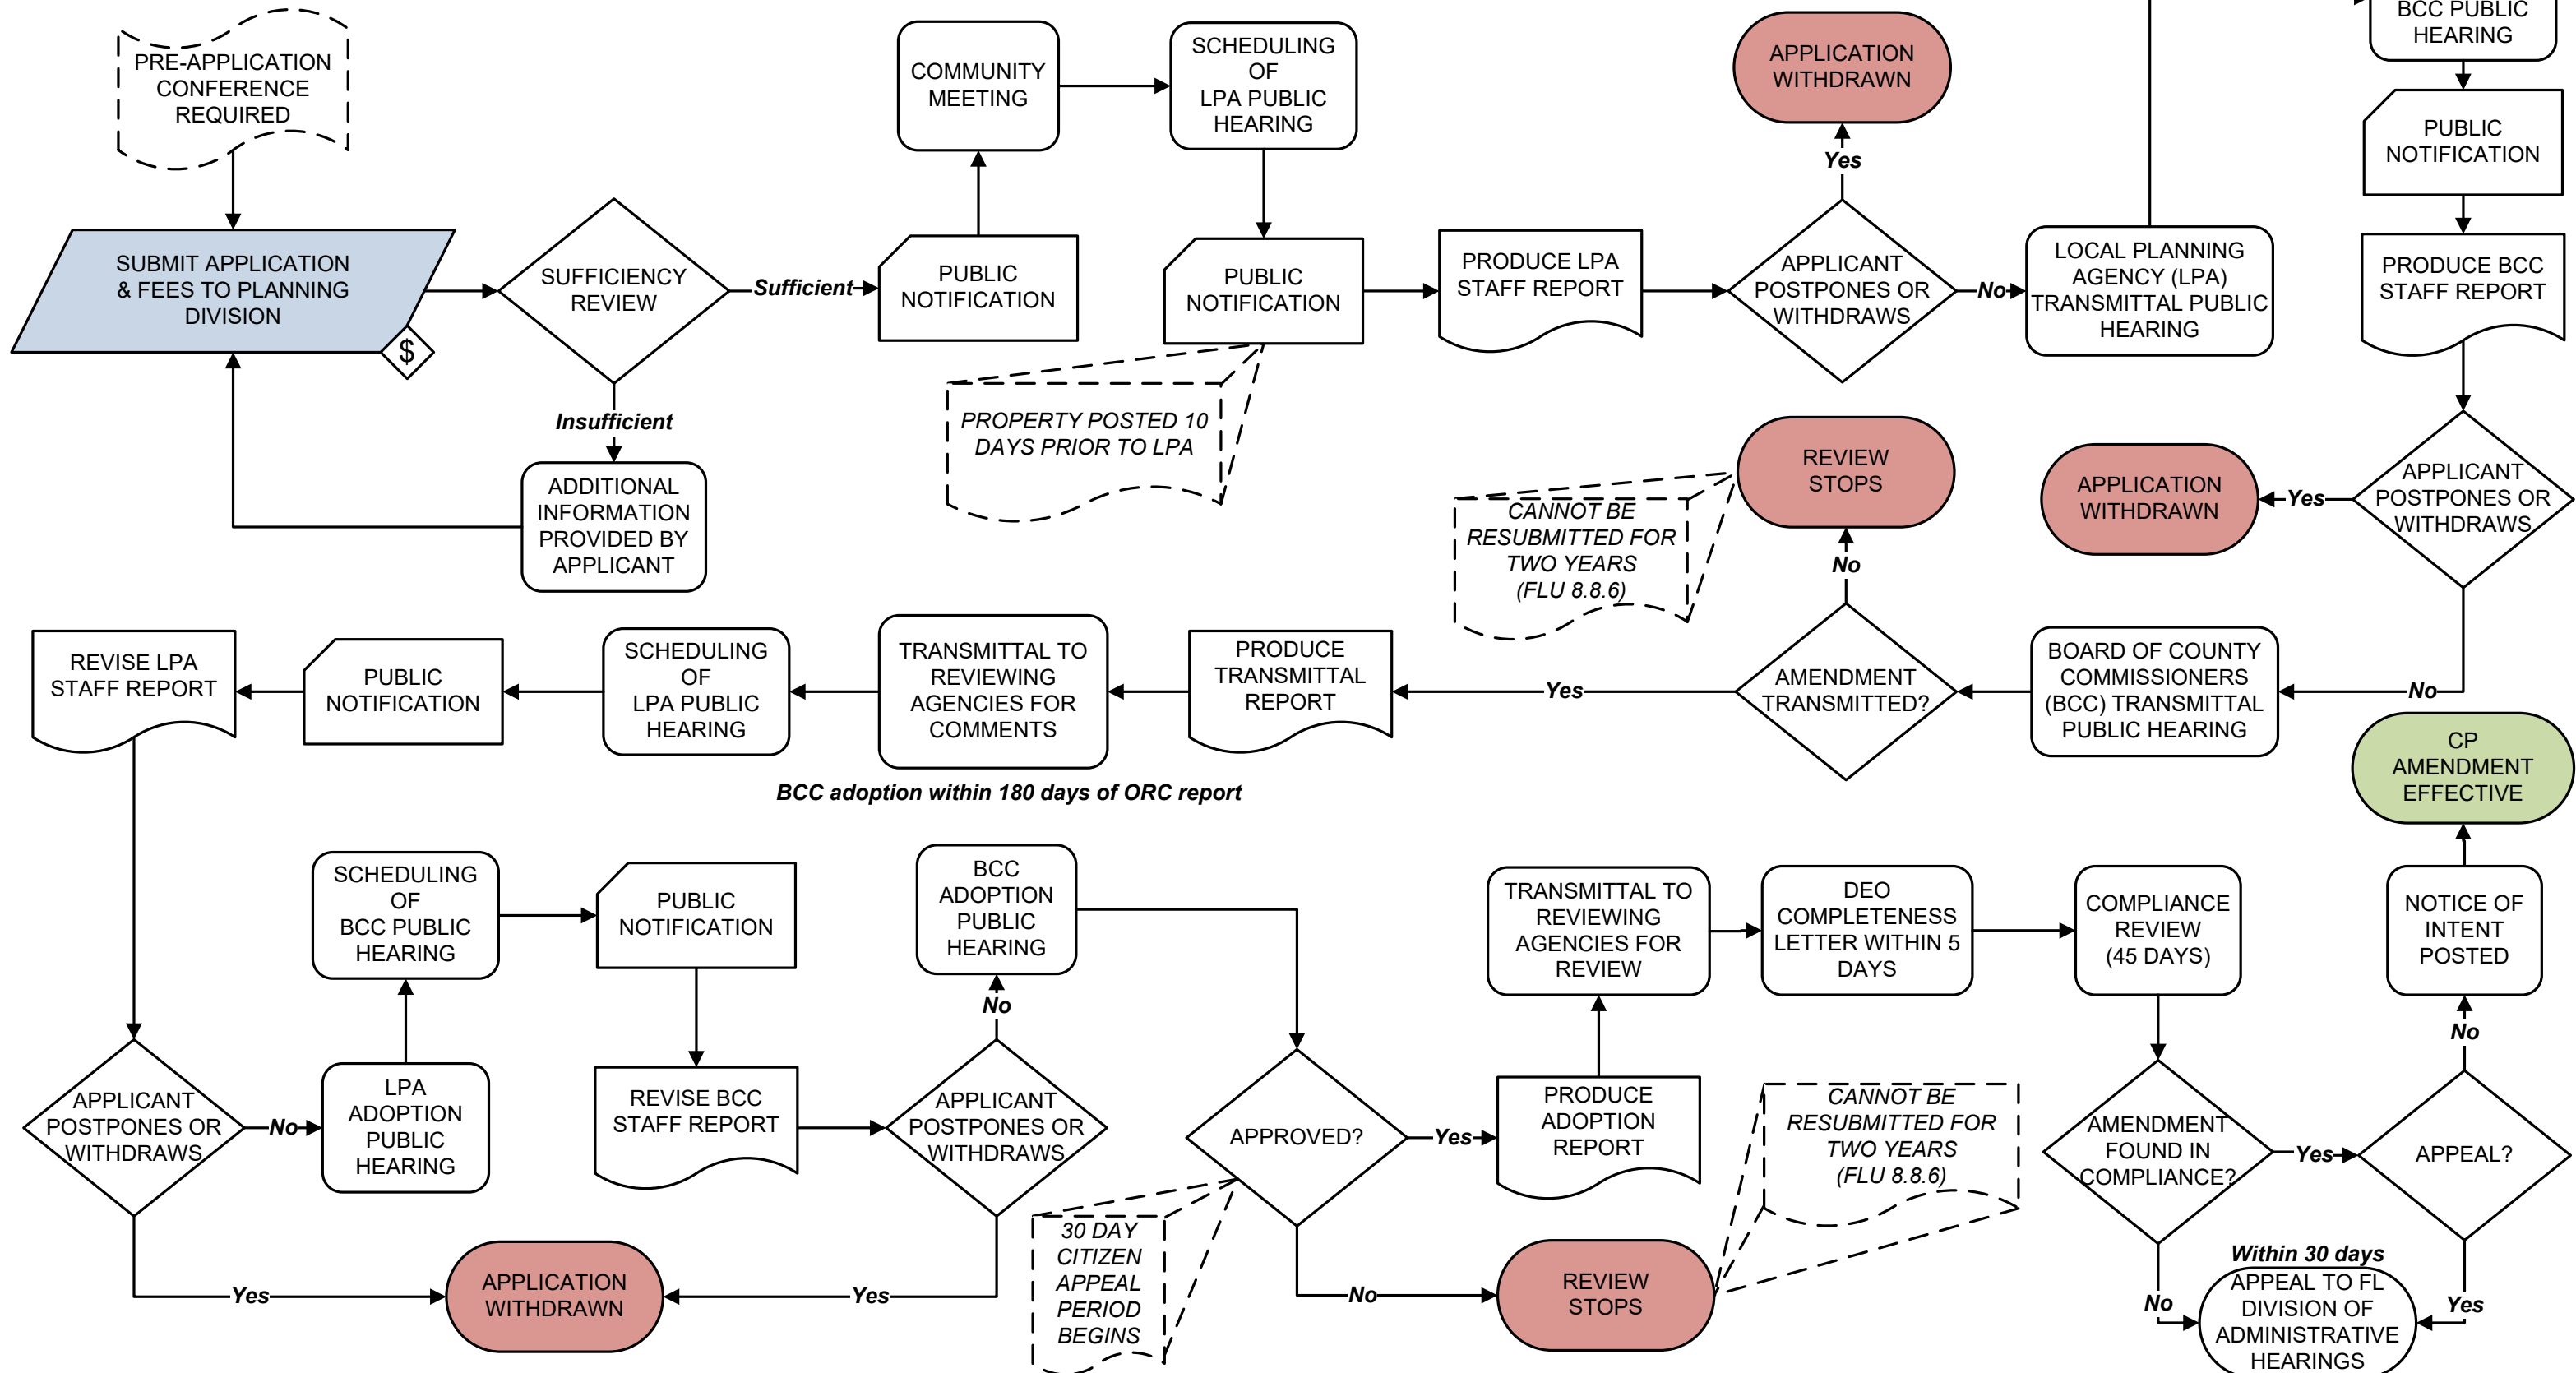 PRE-APPLICATION
CONFERENCE
REQUIRED
SUBMIT APPLICATION
& FEES TO PLANNING
DIVISION
$
SUFFICIENCY
REVIEW
Sufficient
Insufficient
ADDITIONAL
INFORMATION
PROVIDED BY
APPLICANT
PUBLIC
NOTIFICATION
COMMUNITY
MEETING
SCHEDULING
OF
LPA PUBLIC
HEARING
PUBLIC
NOTIFICATION
PROPERTY POSTED 10
DAYS PRIOR TO LPA
PRODUCE LPA
STAFF REPORT
APPLICANT
POSTPONES OR
WITHDRAWS
Yes
APPLICATION
WITHDRAWN
No
LOCAL PLANNING
AGENCY (LPA)
TRANSMITTAL PUBLIC
HEARING
BCC PUBLIC
HEARING
PUBLIC
NOTIFICATION
PRODUCE BCC
STAFF REPORT
APPLICANT
POSTPONES OR
WITHDRAWS
Yes
APPLICATION
WITHDRAWN
No
BOARD OF COUNTY
COMMISSIONERS
(BCC) TRANSMITTAL
PUBLIC HEARING
AMENDMENT
TRANSMITTED?
No
REVIEW
STOPS
CANNOT BE
RESUBMITTED FOR
TWO YEARS
(FLU 8.8.6)
Yes
PRODUCE
TRANSMITTAL
REPORT
TRANSMITTAL TO
REVIEWING
AGENCIES FOR
COMMENTS
SCHEDULING
OF
LPA PUBLIC
HEARING
PUBLIC
NOTIFICATION
REVISE LPA
STAFF REPORT
BCC adoption within 180 days of ORC report
APPLICANT
POSTPONES OR
WITHDRAWS
No
LPA
ADOPTION
PUBLIC
HEARING
SCHEDULING
OF
BCC PUBLIC
HEARING
PUBLIC
NOTIFICATION
REVISE BCC
STAFF REPORT
APPLICANT
POSTPONES OR
WITHDRAWS
Yes
APPLICATION
WITHDRAWN
Yes
No
BCC
ADOPTION
PUBLIC
HEARING
APPROVED?
30 DAY
CITIZEN
APPEAL
PERIOD
BEGINS
No
REVIEW
STOPS
CANNOT BE
RESUBMITTED FOR
TWO YEARS
(FLU 8.8.6)
Yes
PRODUCE
ADOPTION
REPORT
TRANSMITTAL TO
REVIEWING
AGENCIES FOR
REVIEW
DEO
COMPLETENESS
LETTER WITHIN 5
DAYS
COMPLIANCE
REVIEW
(45 DAYS)
AMENDMENT
FOUND IN
COMPLIANCE?
Yes
No
APPEAL?
No
NOTICE OF
INTENT
POSTED
CP
AMENDMENT
EFFECTIVE
Yes
Within 30 days
APPEAL TO FL
DIVISION OF
ADMINISTRATIVE
HEARINGS